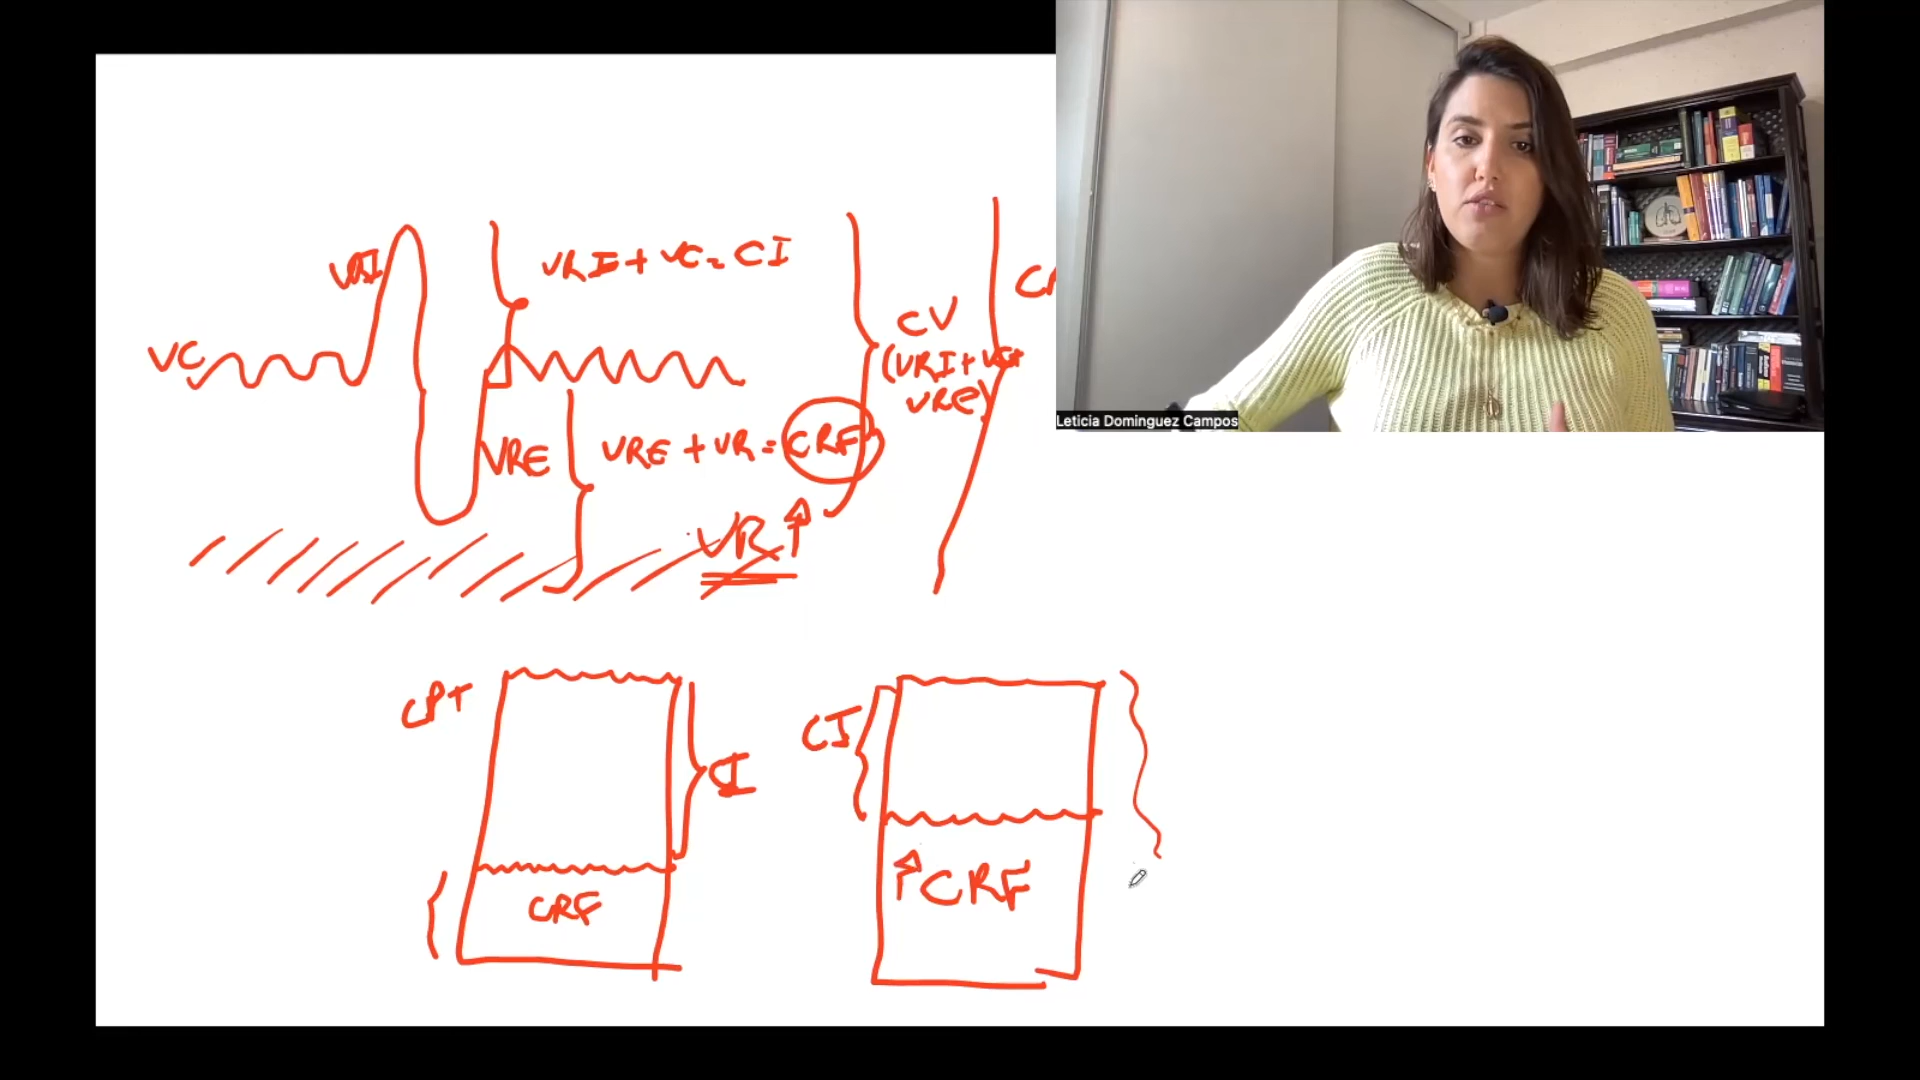 VRI
VRI + VC = CI
VC
CV
(VRI + VC +
VRE)
VRE
VRE + VR = CRF
VR↑
CPT
CI
CRF
CI
↑CRF
Leticia Dominguez Campos